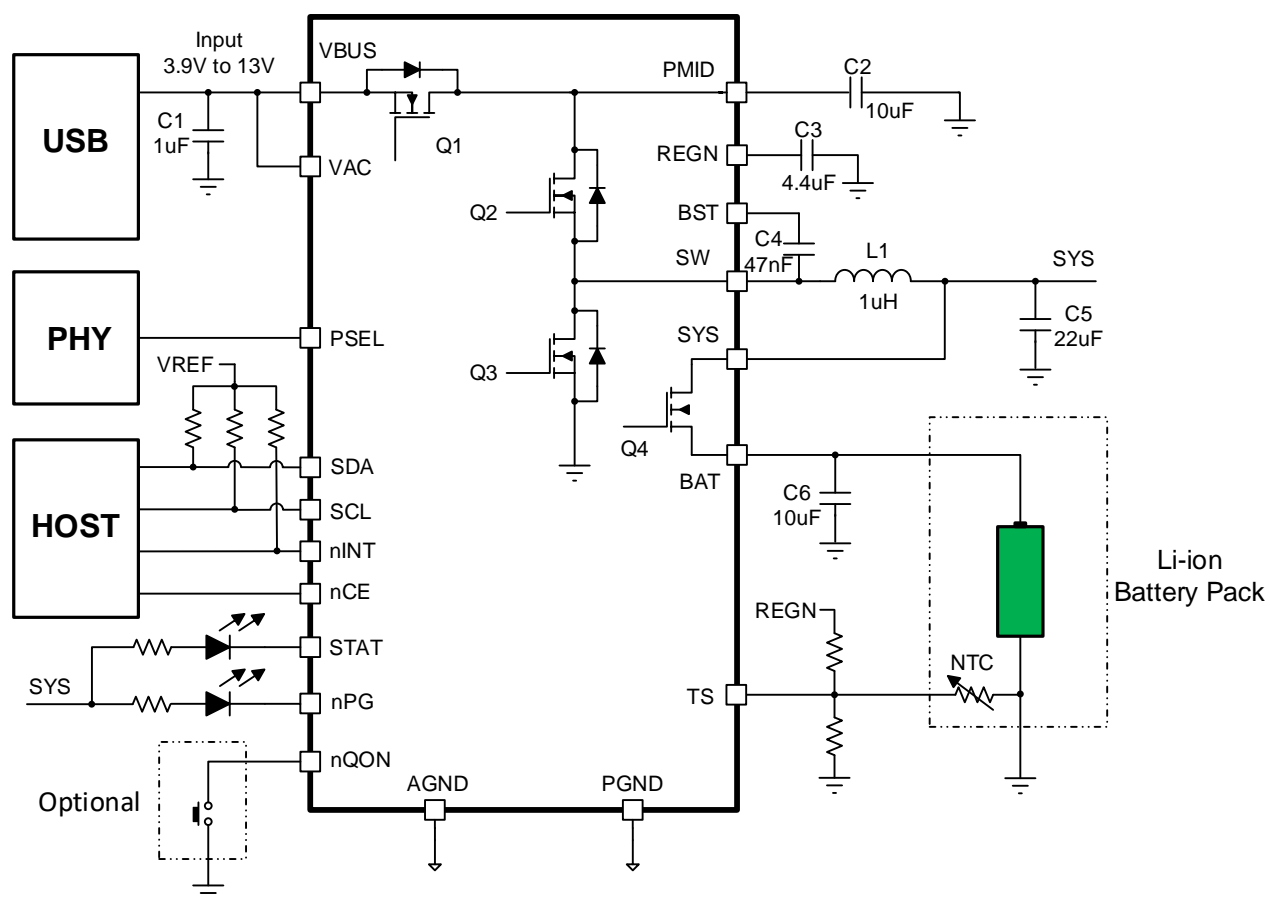 Input
3.9V to 13V
USB
C1
1uF
VBUS
VAC
Q1
PMID
C2
10uF
C3
REGN
4.4uF
BST
C4
47nF
Q2
SW
L1
1uH
SYS
C5
22uF
PHY
PSEL
VREF
Q3
SYS
Q4
BAT
HOST
SDA
SCL
nINT
nCE
C6
10uF
Li-ion
Battery Pack
STAT
SYS
nPG
REGN
NTC
TS
nQON
Optional
AGND
PGND